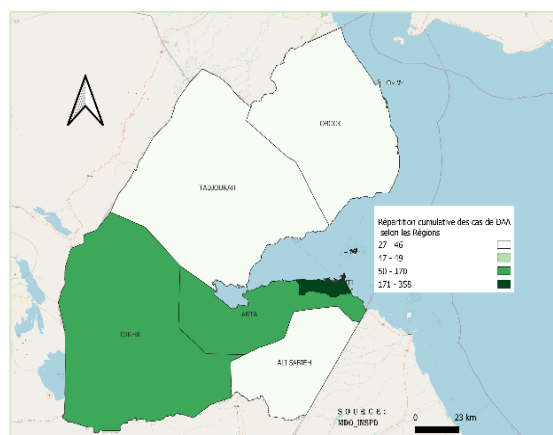 OBOCK
TADJOURAH
Répartition cumulative des cas de DAA
selon les Régions
27 - 46
47 - 49
50 - 170
171 - 358
ARTA
DIKHIL
ALI SABIEH
SOURCE:
MDO_INSPD
0 23 km